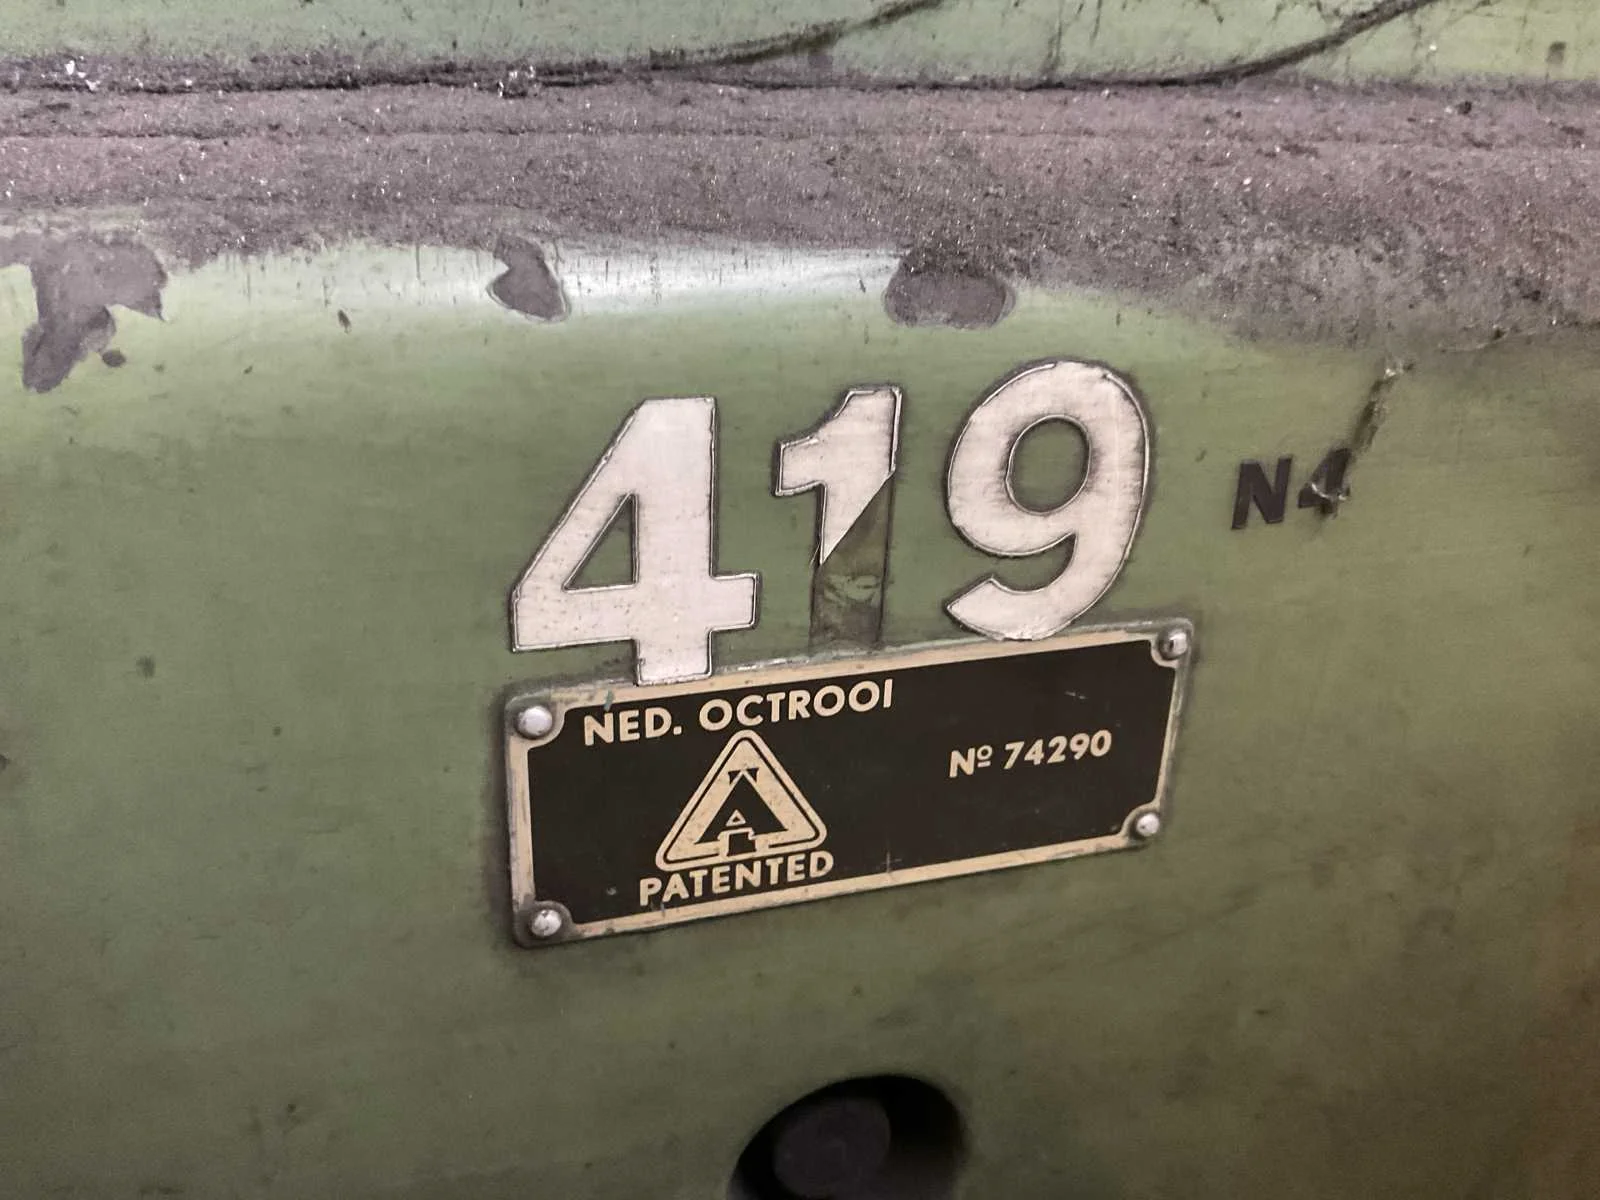 419
N4
NED. OCTROOI
Nº 74290
PATENTED